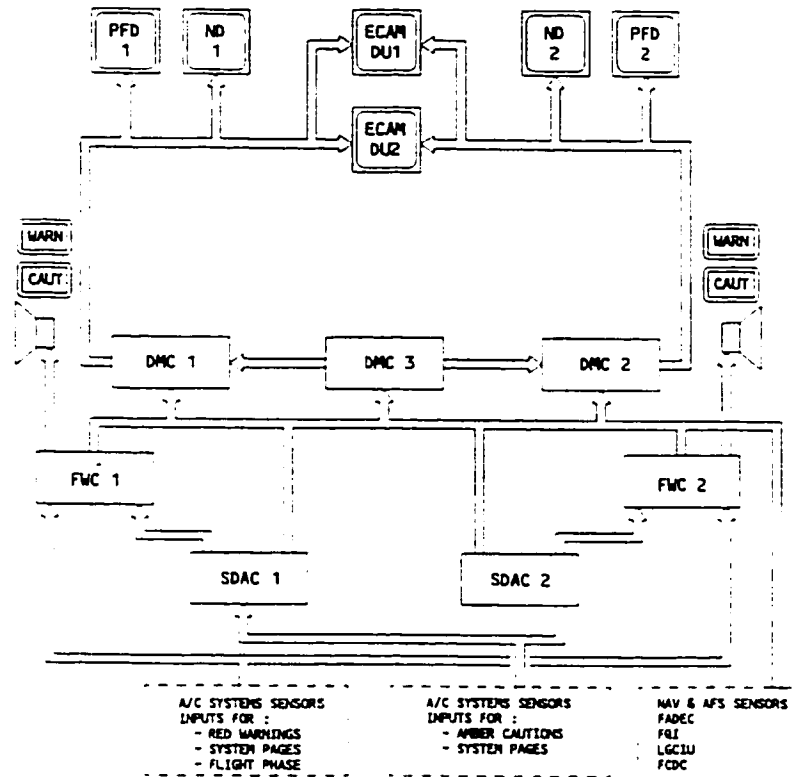 PFD
1
ND
1
ECAM
DU1
ND
2
PFD
2
ECAM
DU2
WARN
CAUT
WARN
CAUT
DMC 1
DMC 3
DMC 2
FWC 1
FWC 2
SDAC 1
SDAC 2
A/C SYSTEMS SENSORS
INPUTS FOR :
- RED WARNINGS
- SYSTEM PAGES
- FLIGHT PHASE
A/C SYSTEMS SENSORS
INPUTS FOR :
- AMBER CAUTIONS
- SYSTEM PAGES
NAV & AFS SENSORS
FADEC
FQI
LGCIU
FCDC